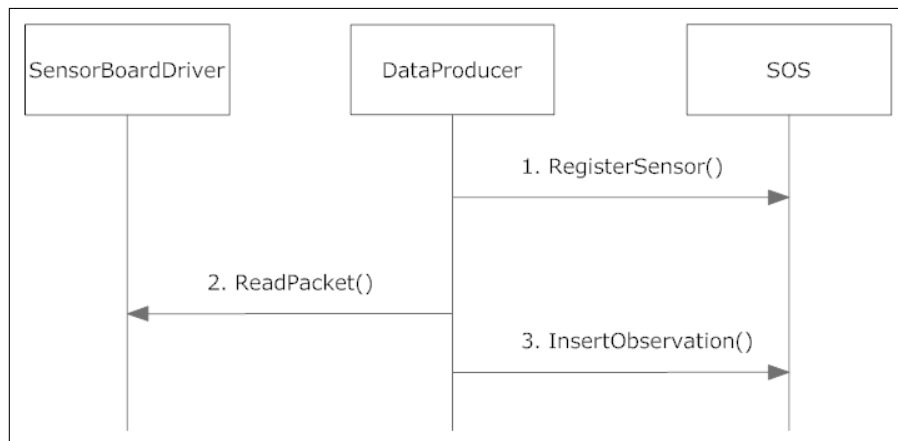 SensorBoardDriver
DataProducer
SOS
1. RegisterSensor()
2. ReadPacket()
3. InsertObservation()